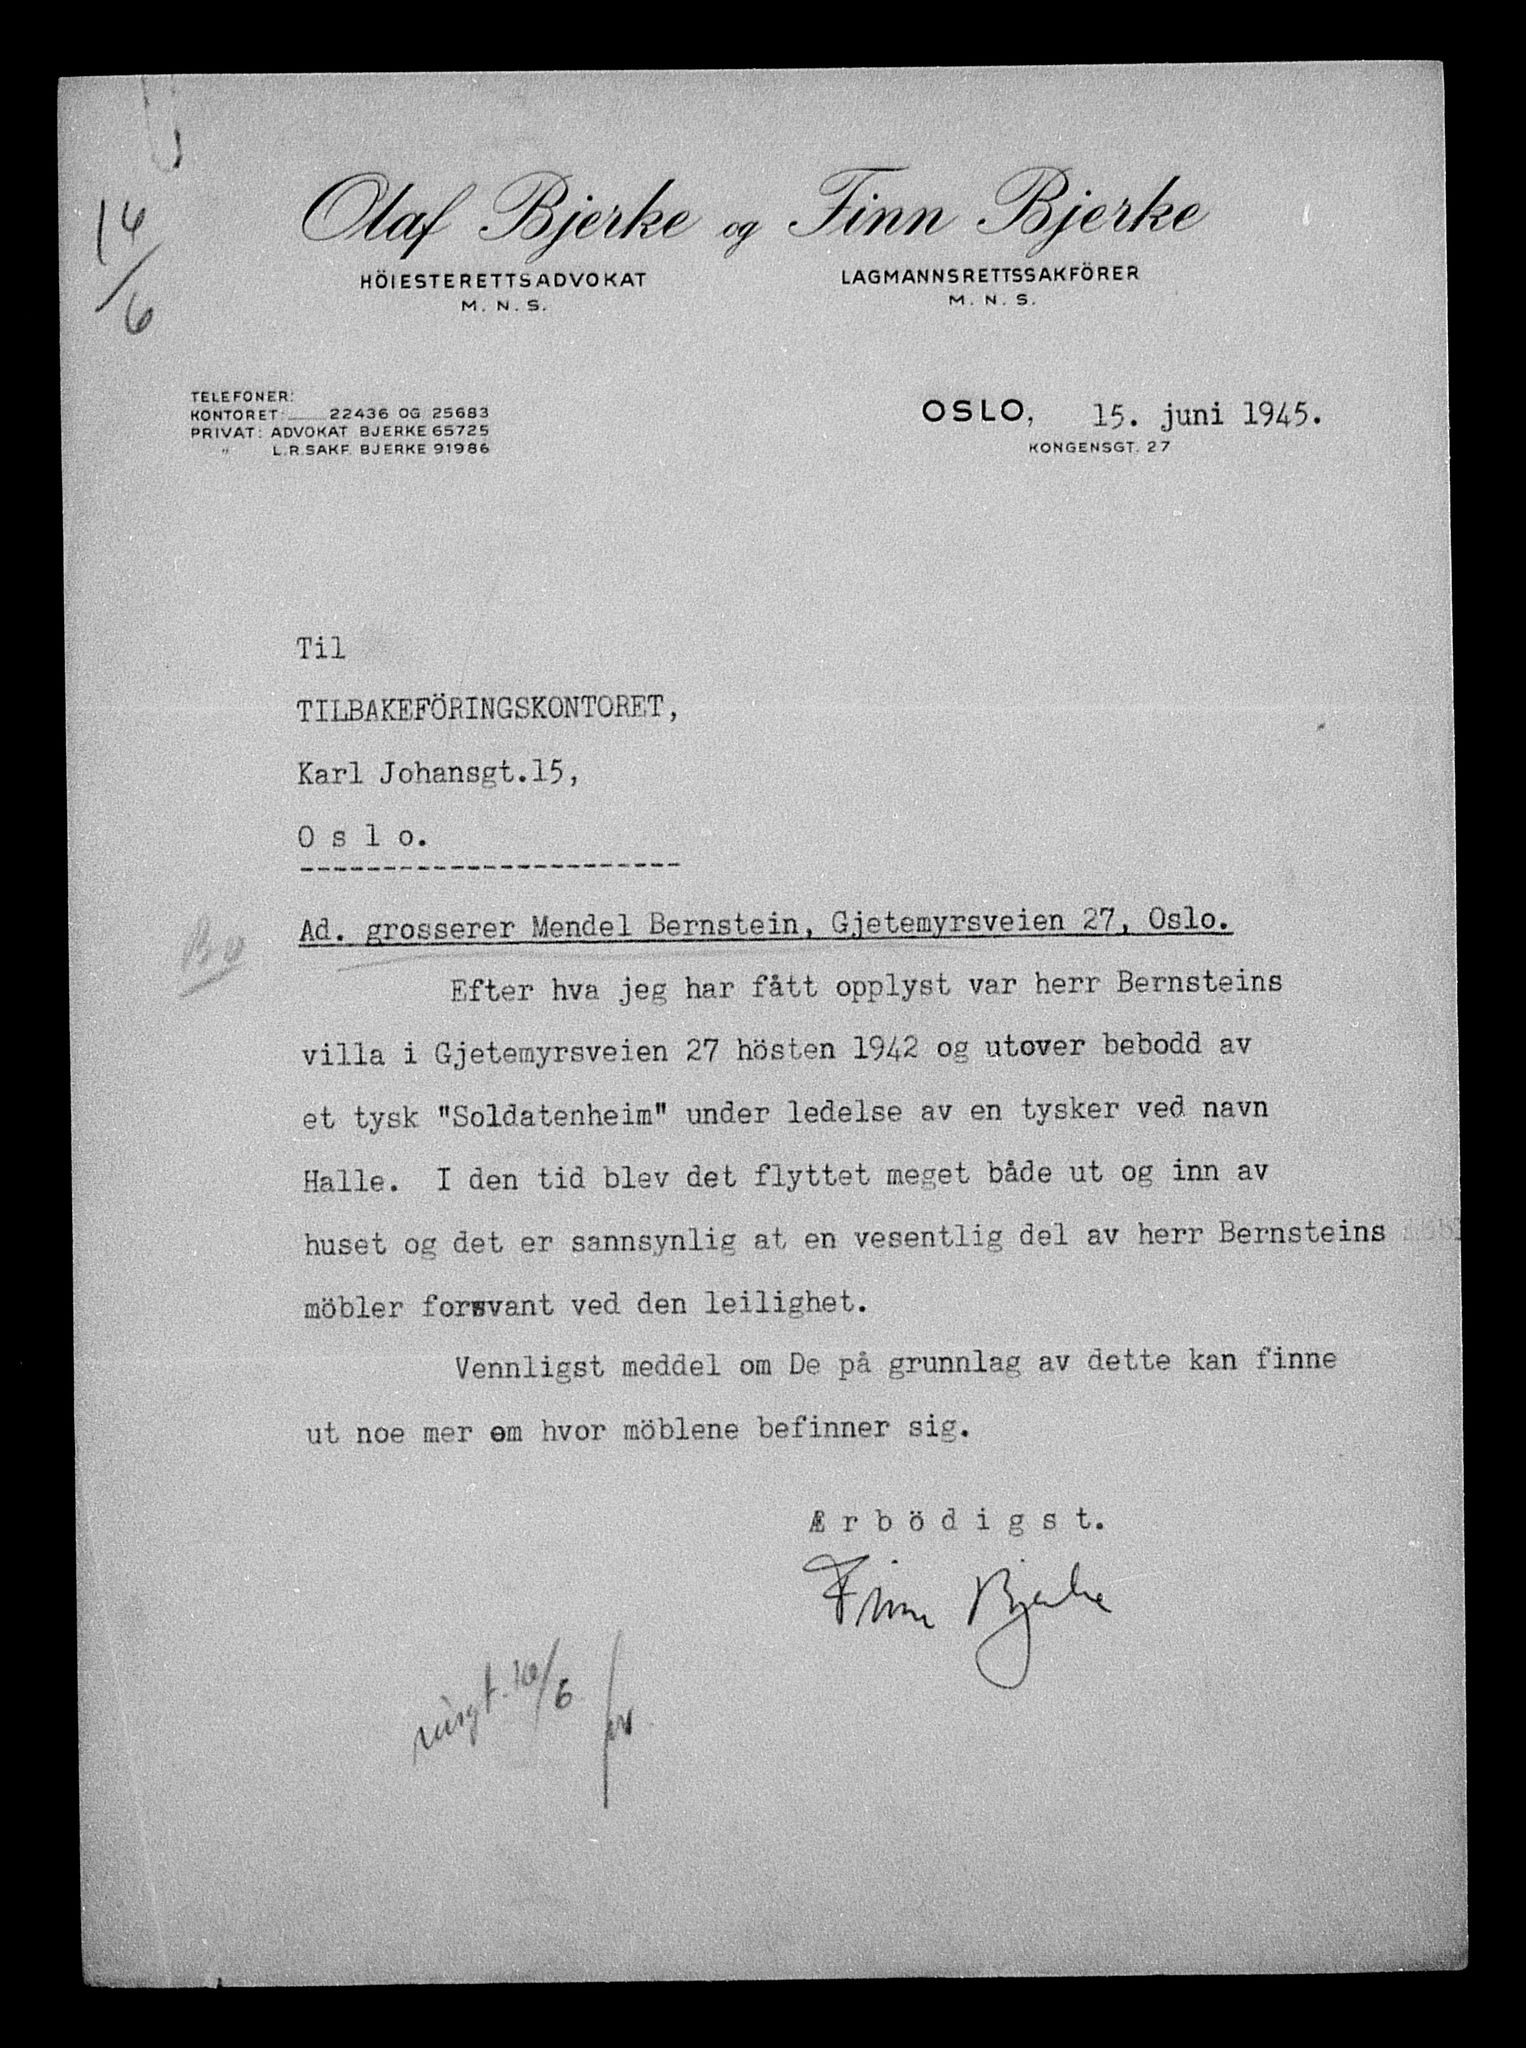 14/6
Olaf Bjerke og Finn Bjerke
HÖIESTERETTSADVOKAT LAGMANNSRETTSSAKFÖRER
M. N. S. M. N. S.
TELEFONER:
KONTORET: 22436 OG 25683
PRIVAT: ADVOKAT BJERKE 65725
" L.R.SAKF. BJERKE 91986
OSLO, 15. juni 1945.
KONGENSGT. 27
Til
TILBAKEFÖRINGSKONTORET,
Karl Johansgt.15,
O s l o.
-----------------------
Ad. grosserer Mendel Bernstein, Gjetemyrsveien 27, Oslo.
Efter hva jeg har fått opplyst var herr Bernsteins
villa i Gjetemyrsveien 27 hösten 1942 og utover bebodd av
et tysk "Soldatenheim" under ledelse av en tysker ved navn
Halle. I den tid blev det flyttet meget både ut og inn av
huset og det er sannsynlig at en vesentlig del av herr Bernsteins
möbler forsvant ved den leilighet.
Vennligst meddel om De på grunnlag av dette kan finne
ut noe mer om hvor möblene befinner sig.
Æ r b ö d i g s t.
Finn Bjerke
16/6